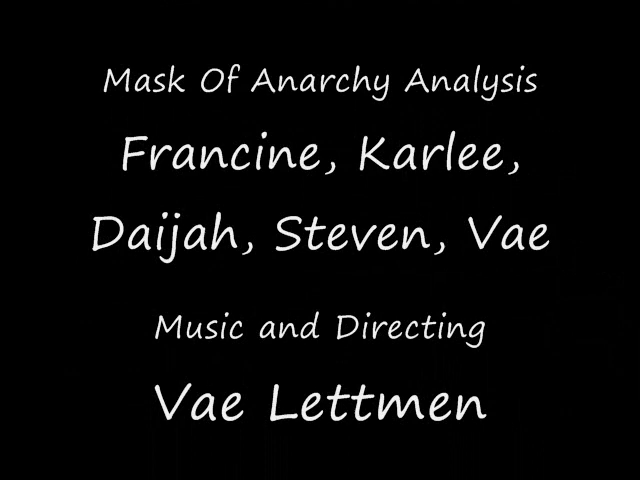 Mask Of Anarchy Analysis
Francine, Karlee,
Daijah, Steven, Vae
Music and Directing
Vae Lettmen